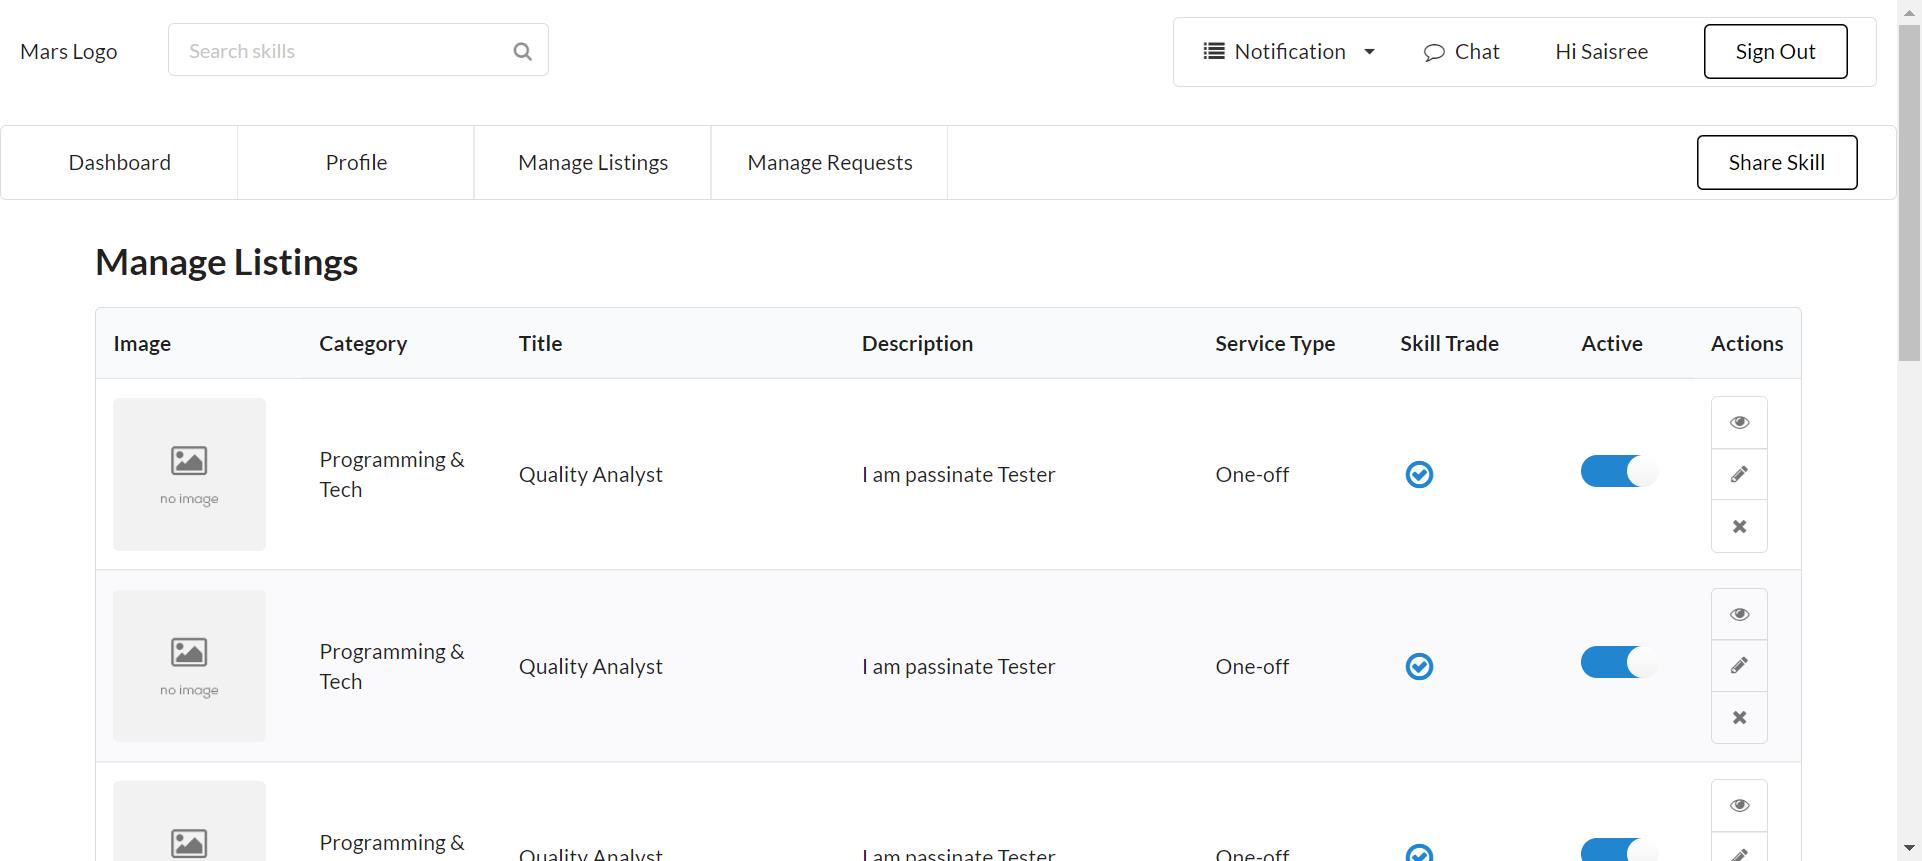 Mars Logo
Search skills
Notification
Chat
Hi Saisree
Sign Out
Dashboard
Profile
Manage Listings
Manage Requests
Share Skill
Manage Listings
Image
Category
Title
Description
Service Type
Skill Trade
Active
Actions
no image
Programming &
Tech
Quality Analyst
I am passinate Tester
One-off
no image
Programming &
Tech
Quality Analyst
I am passinate Tester
One-off
Programming &
Quality Analyst
I am passinate Tester
One-off